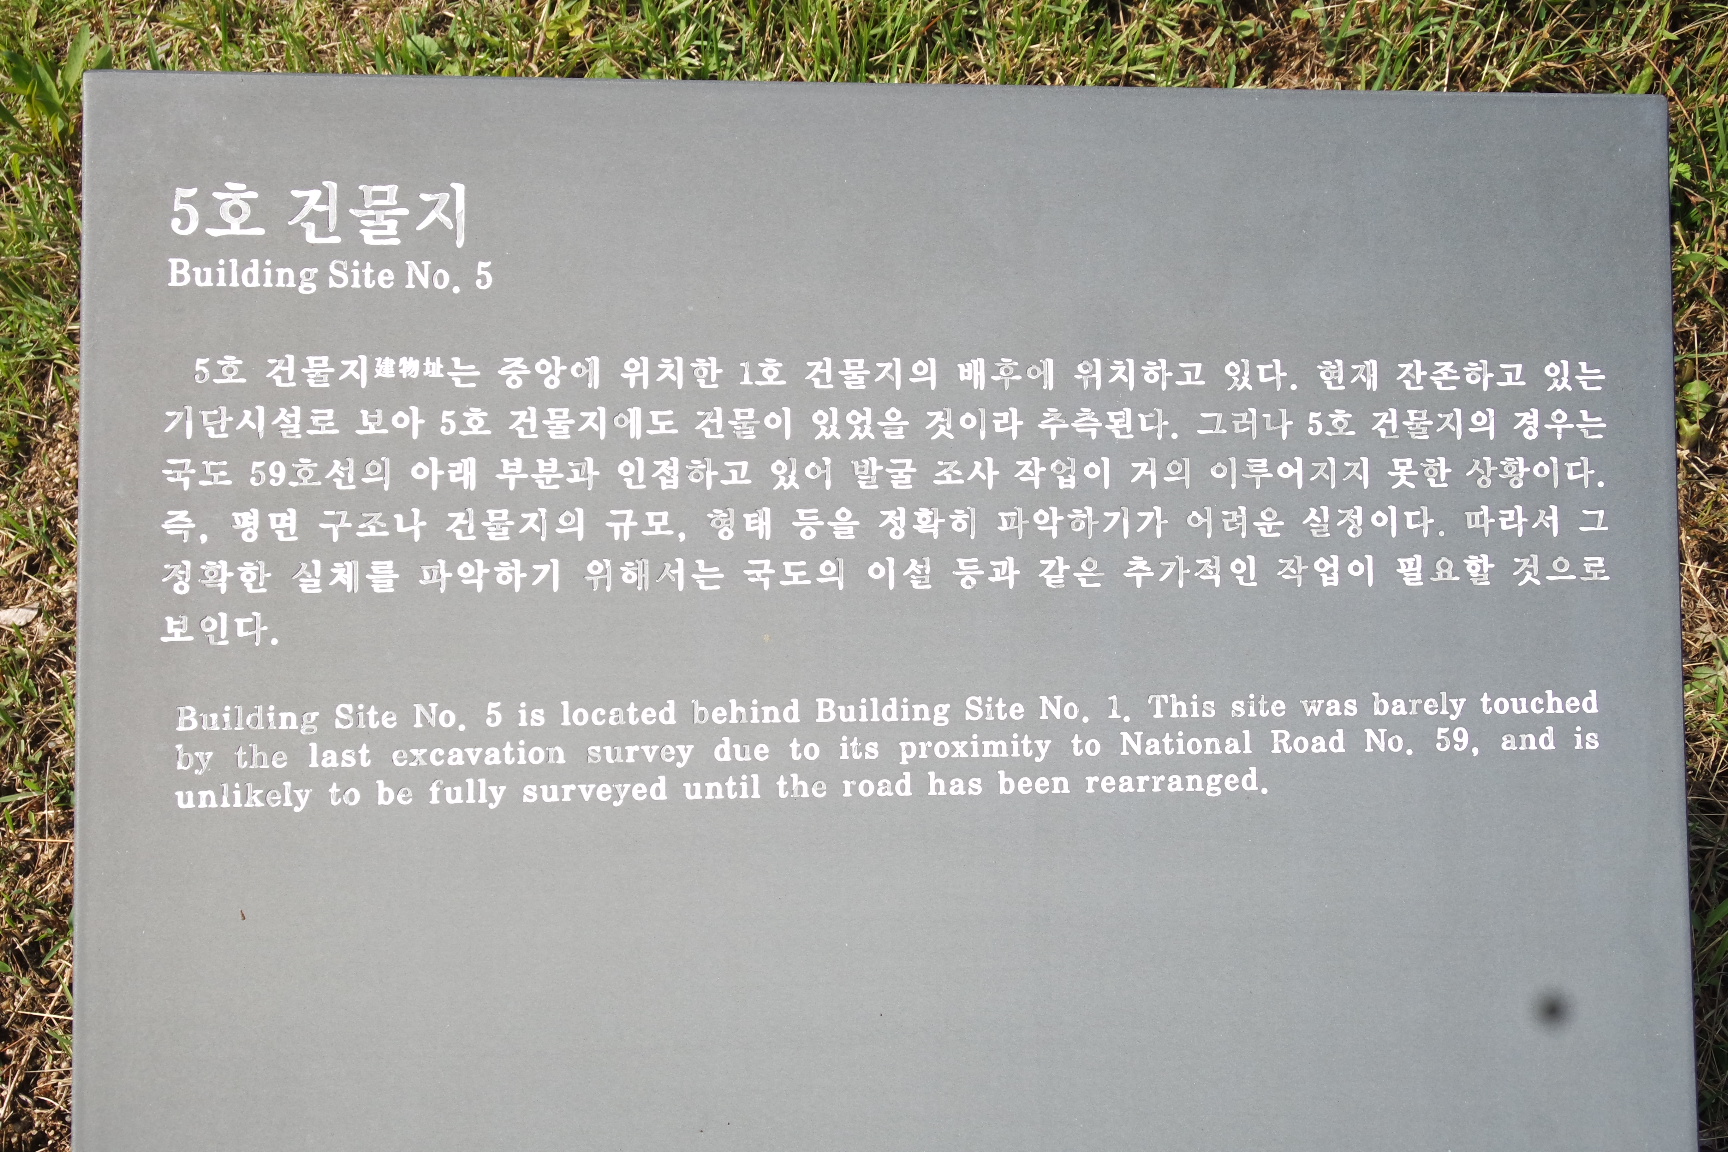 5호 건물지
Building Site No. 5
5호 건물지建物址는 중앙에 위치한 1호 건물지의 배후에 위치하고 있다. 현재 잔존하고 있는
기단시설로 보아 5호 건물지에도 건물이 있었을 것이라 추측된다. 그러나 5호 건물지의 경우는
국도 59호선의 아래 부분과 인접하고 있어 발굴 조사 작업이 거의 이루어지지 못한 상황이다.
즉, 평면 구조나 건물지의 규모, 형태 등을 정확히 파악하기가 어려운 실정이다. 따라서 그
정확한 실체를 파악하기 위해서는 국도의 이설 등과 같은 추가적인 작업이 필요할 것으로
보인다.
Building Site No. 5 is located behind Building Site No. 1. This site was barely touched
by the last excavation survey due to its proximity to National Road No. 59, and is
unlikely to be fully surveyed until the road has been rearranged.